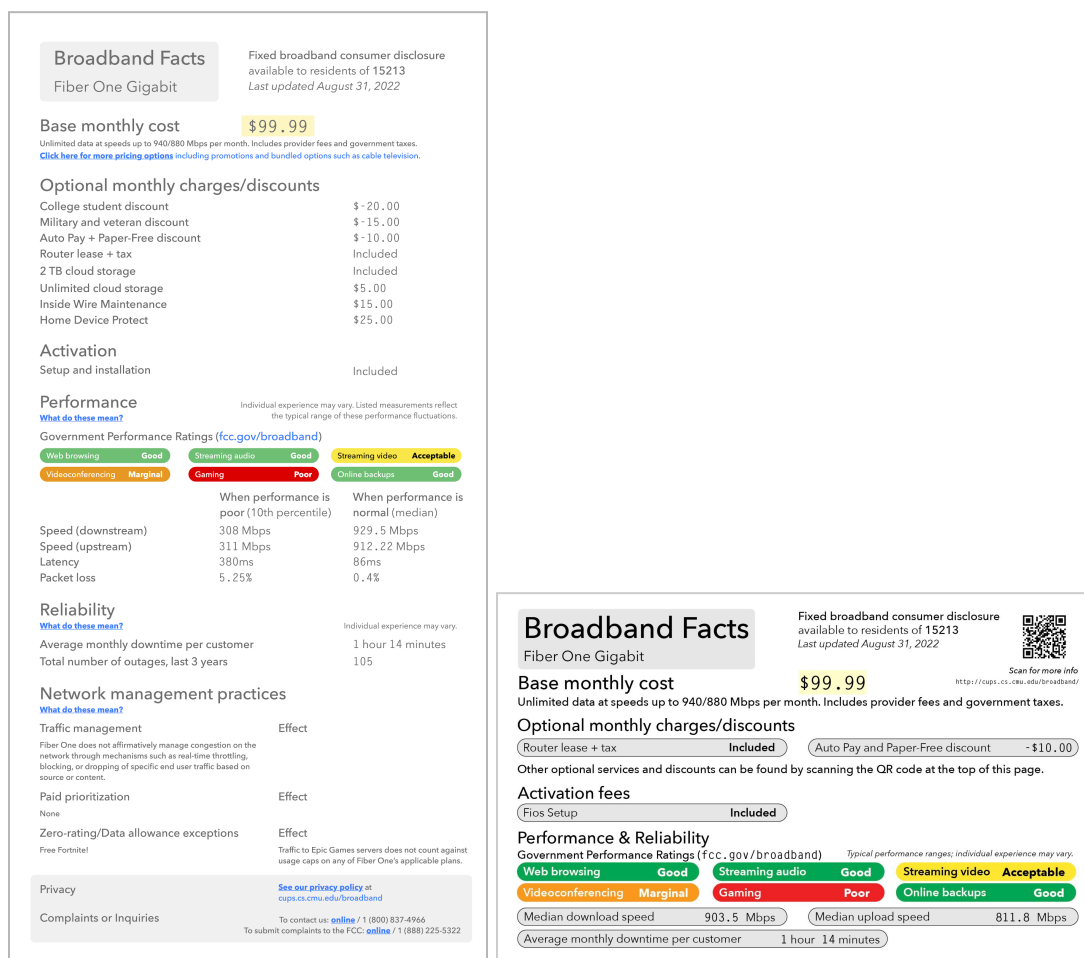 Broadband Facts
Fiber One Gigabit
Fixed broadband consumer disclosure
available to residents of 15213
Last updated August 31, 2022
Base monthly cost $99.99
Unlimited data at speeds up to 940/880 Mbps per month. Includes provider fees and government taxes.
Click here for more pricing options including promotions and bundled options such as cable television.
Optional monthly charges/discounts
College student discount $-20.00
Military and veteran discount $-15.00
Auto Pay + Paper-Free discount $-10.00
Router lease + tax Included
2 TB cloud storage Included
Unlimited cloud storage $5.00
Inside Wire Maintenance $15.00
Home Device Protect $25.00
Activation
Setup and installation Included
Performance
What do these mean?
Individual experience may vary. Listed measurements reflect
the typical range of these performance fluctuations.
Government Performance Ratings (fcc.gov/broadband)
Web browsing Good Streaming audio Good Streaming video Acceptable
Videoconferencing Marginal Gaming Poor Online backups Good
When performance is When performance is
poor (10th percentile) normal (median)
Speed (downstream) 308 Mbps 929.5 Mbps
Speed (upstream) 311 Mbps 912.22 Mbps
Latency 380ms 86ms
Packet loss 5.25% 0.4%
Reliability
What do these mean? Individual experience may vary.
Average monthly downtime per customer 1 hour 14 minutes
Total number of outages, last 3 years 105
Network management practices
What do these mean?
Traffic management Effect
Fiber One does not affirmatively manage congestion on the
network through mechanisms such as real-time throttling,
blocking, or dropping of specific end user traffic based on
source or content.
Paid prioritization Effect
None
Zero-rating/Data allowance exceptions Effect
Free Fortnite! Traffic to Epic Games servers does not count against
usage caps on any of Fiber One's applicable plans.
Privacy See our privacy policy at
cups.cs.cmu.edu/broadband
Complaints or Inquiries To contact us: online / 1 (800) 837-4966
To submit complaints to the FCC: online / 1 (888) 225-5322
Broadband Facts
Fiber One Gigabit
Fixed broadband consumer disclosure
available to residents of 15213
Last updated August 31, 2022
Scan for more info
http://cups.cs.cmu.edu/broadband/
Base monthly cost $99.99
Unlimited data at speeds up to 940/880 Mbps per month. Includes provider fees and government taxes.
Optional monthly charges/discounts
Router lease + tax Included Auto Pay and Paper-Free discount -$10.00
Other optional services and discounts can be found by scanning the QR code at the top of this page.
Activation fees
Fios Setup Included
Performance & Reliability
Government Performance Ratings (fcc.gov/broadband) Typical performance ranges; individual experience may vary.
Web browsing Good Streaming audio Good Streaming video Acceptable
Videoconferencing Marginal Gaming Poor Online backups Good
Median download speed 903.5 Mbps Median upload speed 811.8 Mbps
Average monthly downtime per customer 1 hour 14 minutes